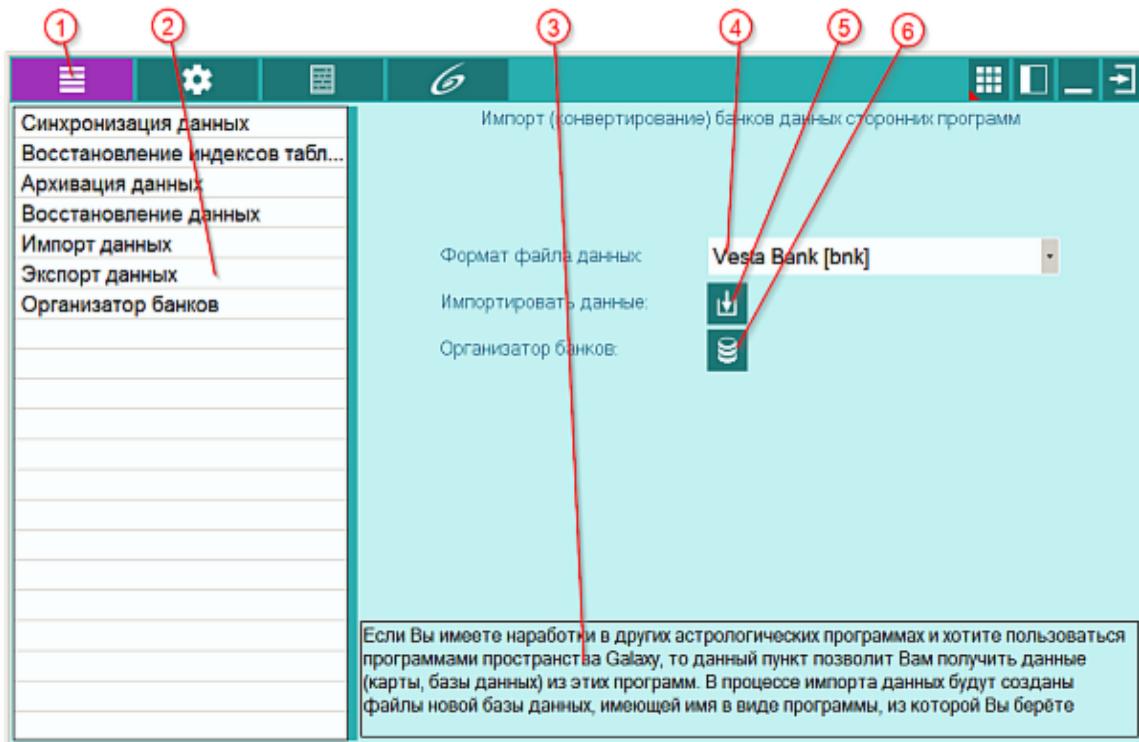 1 2 3 4 5 6
Синхронизация данных
Восстановление индексов табл...
Архивация данных
Восстановление данных
Импорт данных
Экспорт данных
Организатор банков
Импорт (конвертирование) банков данных сторонних программ
Формат файла данных:
Vesta Bank [bnk]
Импортировать данные:
Организатор банков:
Если Вы имеете наработки в других астрологических программах и хотите пользоваться
программами пространства Galaxy, то данный пункт позволит Вам получить данные
(карты, базы данных) из этих программ. В процессе импорта данных будут созданы
файлы новой базы данных, имеющей имя в виде программы, из которой Вы берёте